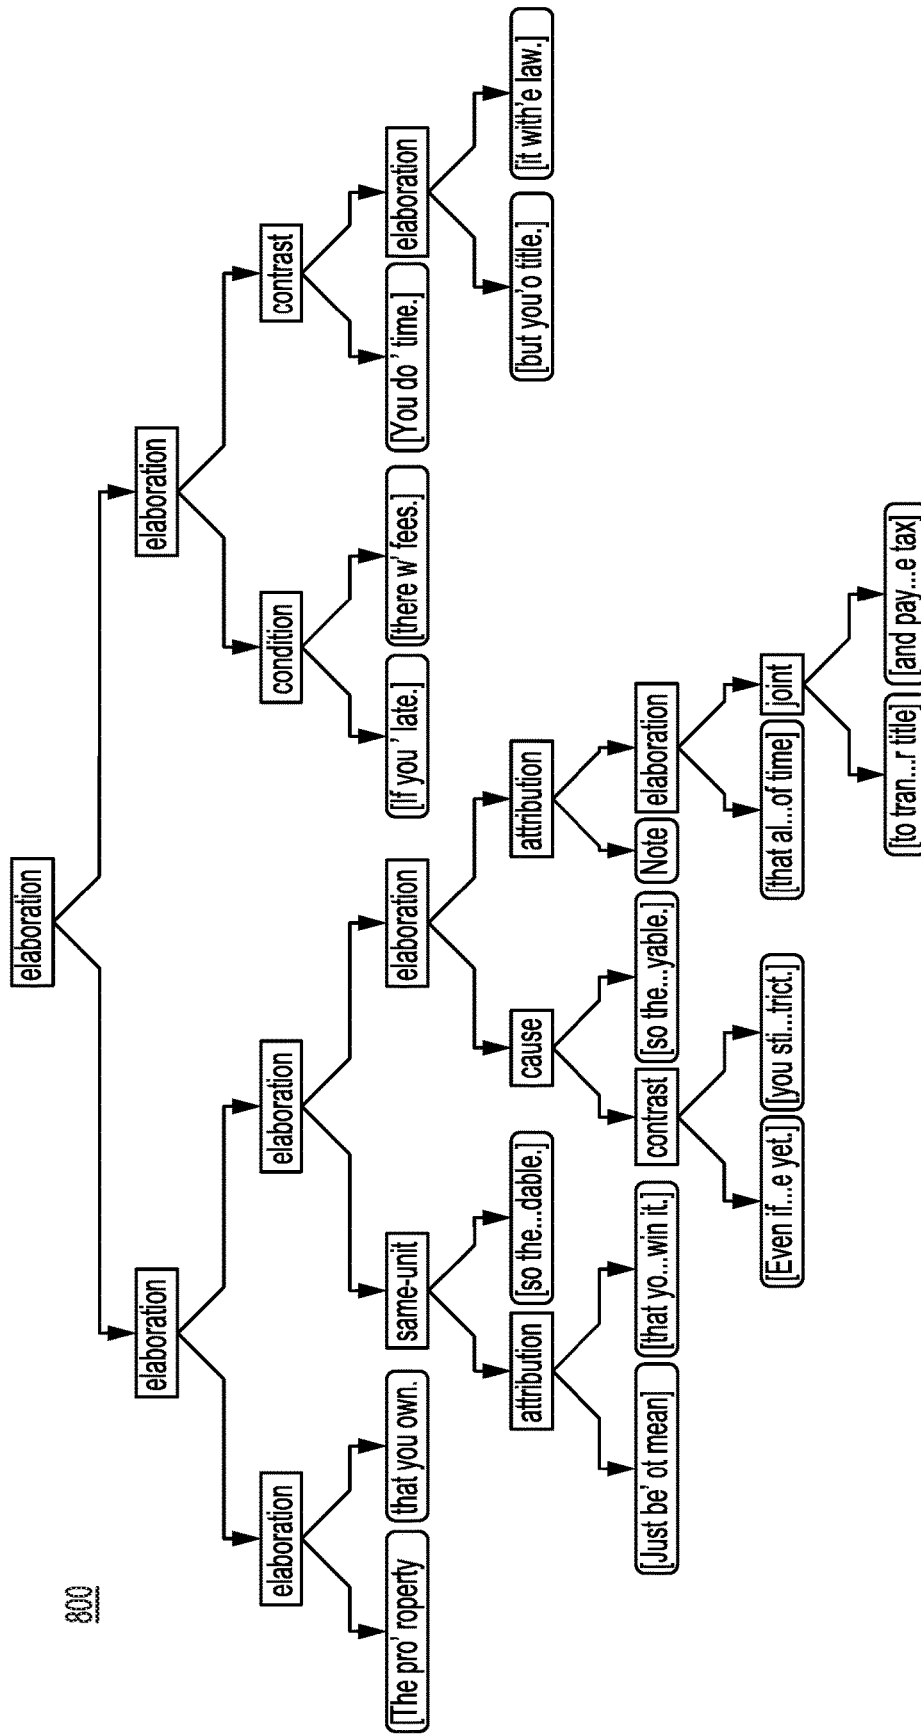 800
elaboration
elaboration
elaboration
elaboration
elaboration
condition
contrast
[The pro' roperty
that you own.
same-unit
elaboration
[If you ' late.]
[there w' fees.]
[You do ' time.]
elaboration
attribution
[so the...dable.]
cause
attribution
[but you'o title.]
[it with'e law.]
[Just be' ot mean]
[that yo...win it.]
contrast
[so the...yable.]
Note
elaboration
[Even if...e yet.]
[you sti...trict.]
[that al...of time]
joint
[to tran...r title]
[and pay...e tax]